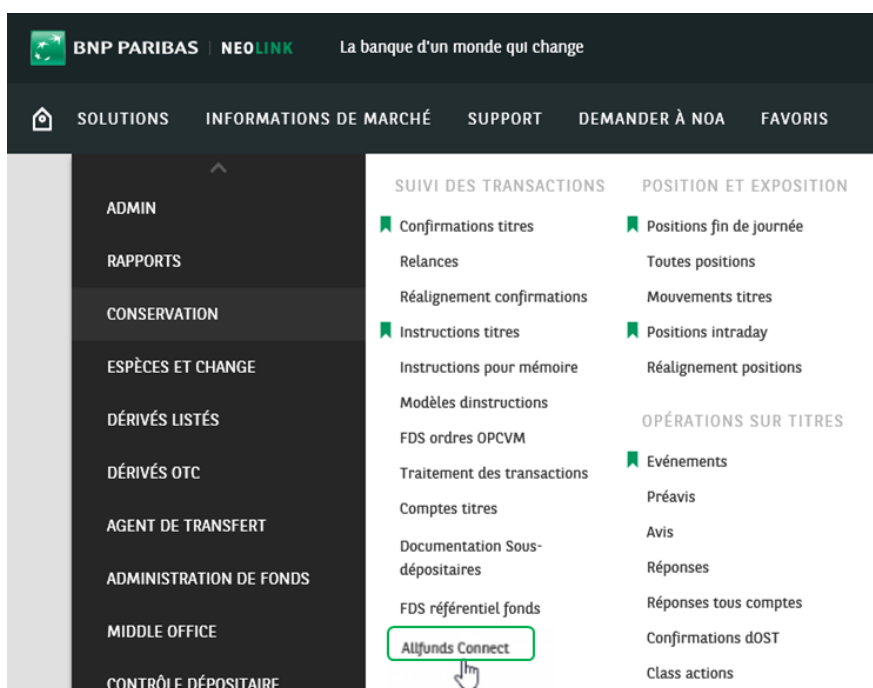 BNP PARIBAS | NEOLINK La banque d'un monde qui change
SOLUTIONS INFORMATIONS DE MARCHÉ SUPPORT DEMANDER À NOA FAVORIS
ADMIN
RAPPORTS
CONSERVATION
ESPÈCES ET CHANGE
DÉRIVÉS LISTÉS
DÉRIVÉS OTC
AGENT DE TRANSFERT
ADMINISTRATION DE FONDS
MIDDLE OFFICE
CONTRÔLE DÉPOSITAIRE
SUIVI DES TRANSACTIONS
Confirmations titres
Relances
Réalignement confirmations
Instructions titres
Instructions pour mémoire
Modèles dinstructions
FDS ordres OPCVM
Traitement des transactions
Comptes titres
Documentation Sous-
dépositaires
FDS référentiel fonds
Allfunds Connect
POSITION ET EXPOSITION
Positions fin de journée
Toutes positions
Mouvements titres
Positions intraday
Réalignement positions
OPÉRATIONS SUR TITRES
Evénements
Préavis
Avis
Réponses
Réponses tous comptes
Confirmations dOST
Class actions